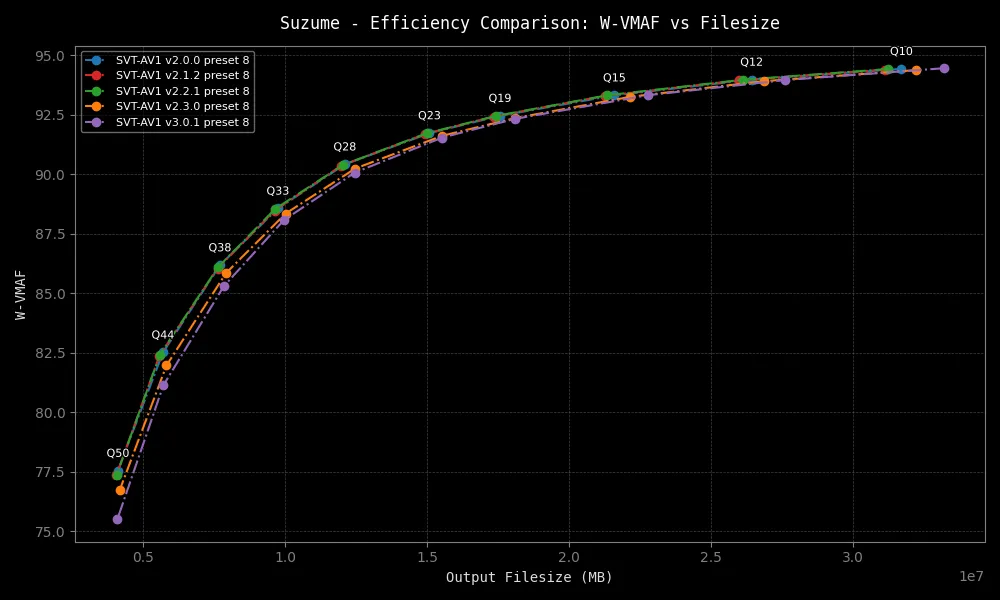 Suzume - Efficiency Comparison: W-VMAF vs Filesize
SVT-AV1 v2.0.0 preset 8
SVT-AV1 v2.1.2 preset 8
SVT-AV1 v2.2.1 preset 8
SVT-AV1 v2.3.0 preset 8
SVT-AV1 v3.0.1 preset 8
Q10
Q12
Q15
Q19
Q23
Q28
Q33
Q38
Q44
Q50
W-VMAF
95.0
92.5
90.0
87.5
85.0
82.5
80.0
77.5
75.0
0.5 1.0 1.5 2.0 2.5 3.0
1e7
Output Filesize (MB)